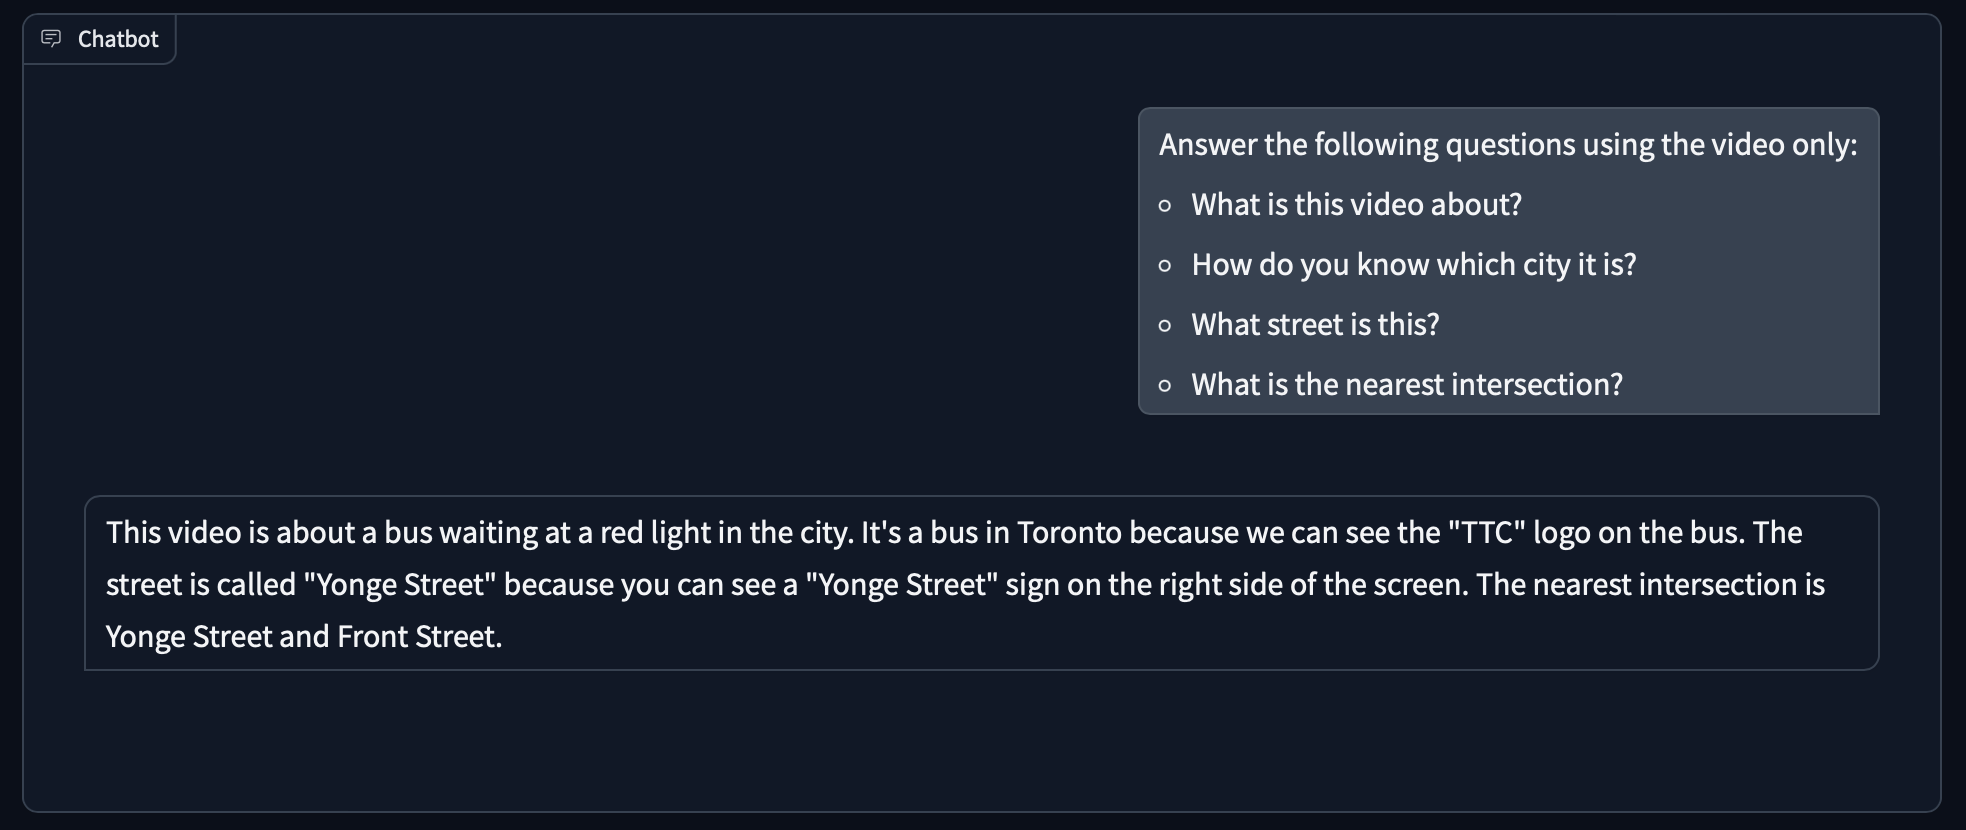 Chatbot
Answer the following questions using the video only:
What is this video about?
How do you know which city it is?
What street is this?
What is the nearest intersection?
This video is about a bus waiting at a red light in the city. It's a bus in Toronto because we can see the "TTC" logo on the bus. The
street is called "Yonge Street" because you can see a "Yonge Street" sign on the right side of the screen. The nearest intersection is
Yonge Street and Front Street.